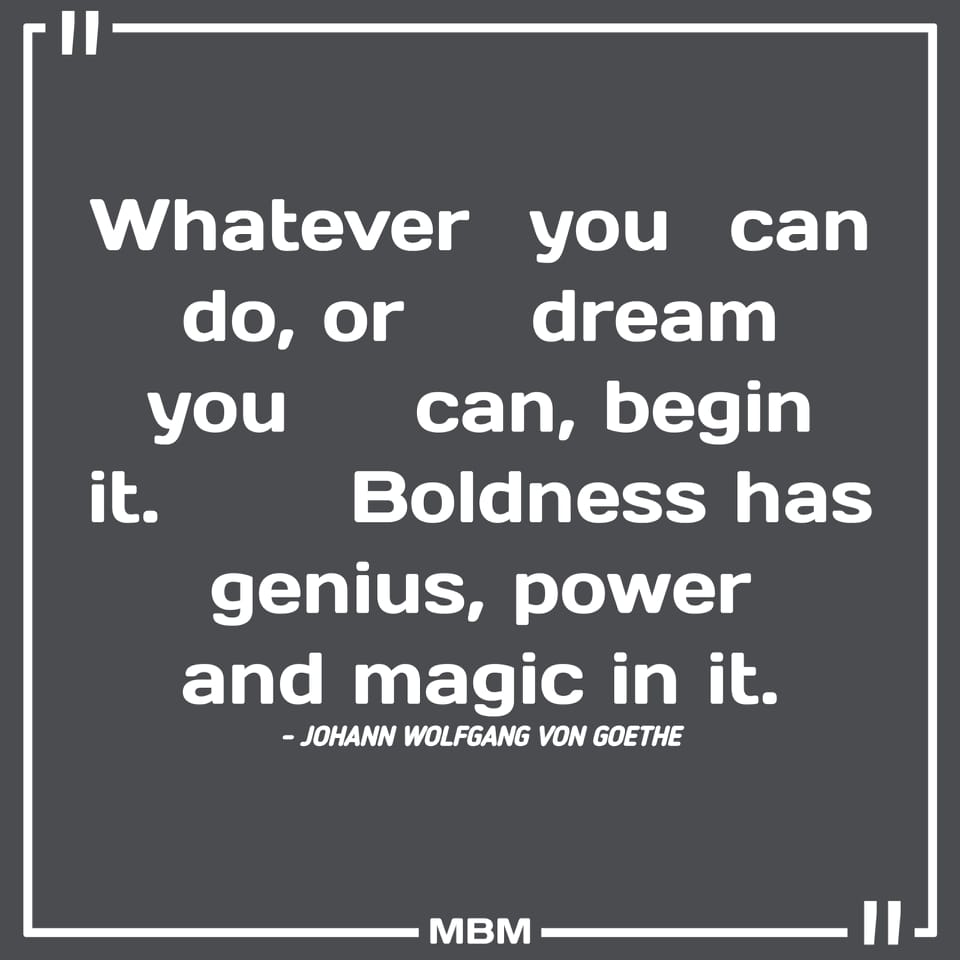 "
Whatever you can
do, or dream
you can, begin
it. Boldness has
genius, power
and magic in it.
- JOHANN WOLFGANG VON GOETHE
MBM
"